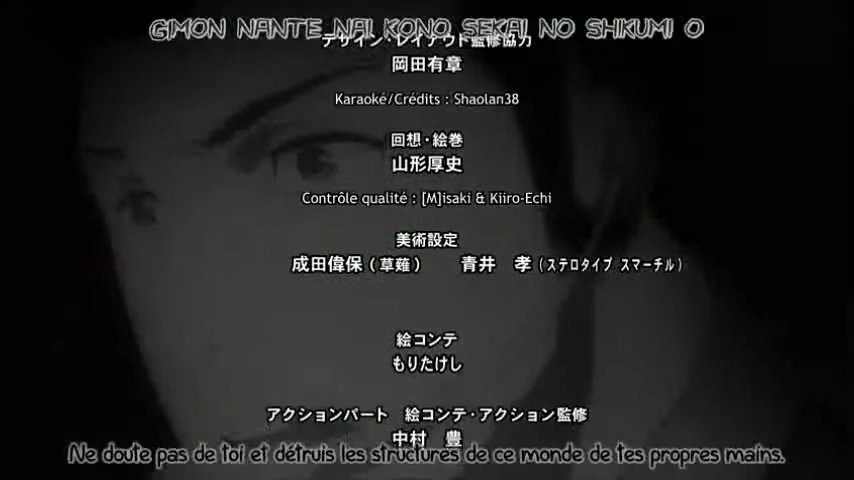 GIMON NANTE NAI KONO SEKAI NO SHIKUMI O
デザイン・レイアウト監修協力
岡田有章
Karaoké/Crédits : Shaolan38
回想・絵巻
山形厚史
Contrôle qualité : [M]isaki & Kiiro-Echi
美術設定
成田偉保（草薙） 青井 孝（ステロタイプ スマーチル）
絵コンテ
もりたけし
アクションパート 絵コンテ・アクション監修
中村 豊
Ne doute pas de toi et détruis les structures de ce monde de tes propres mains.